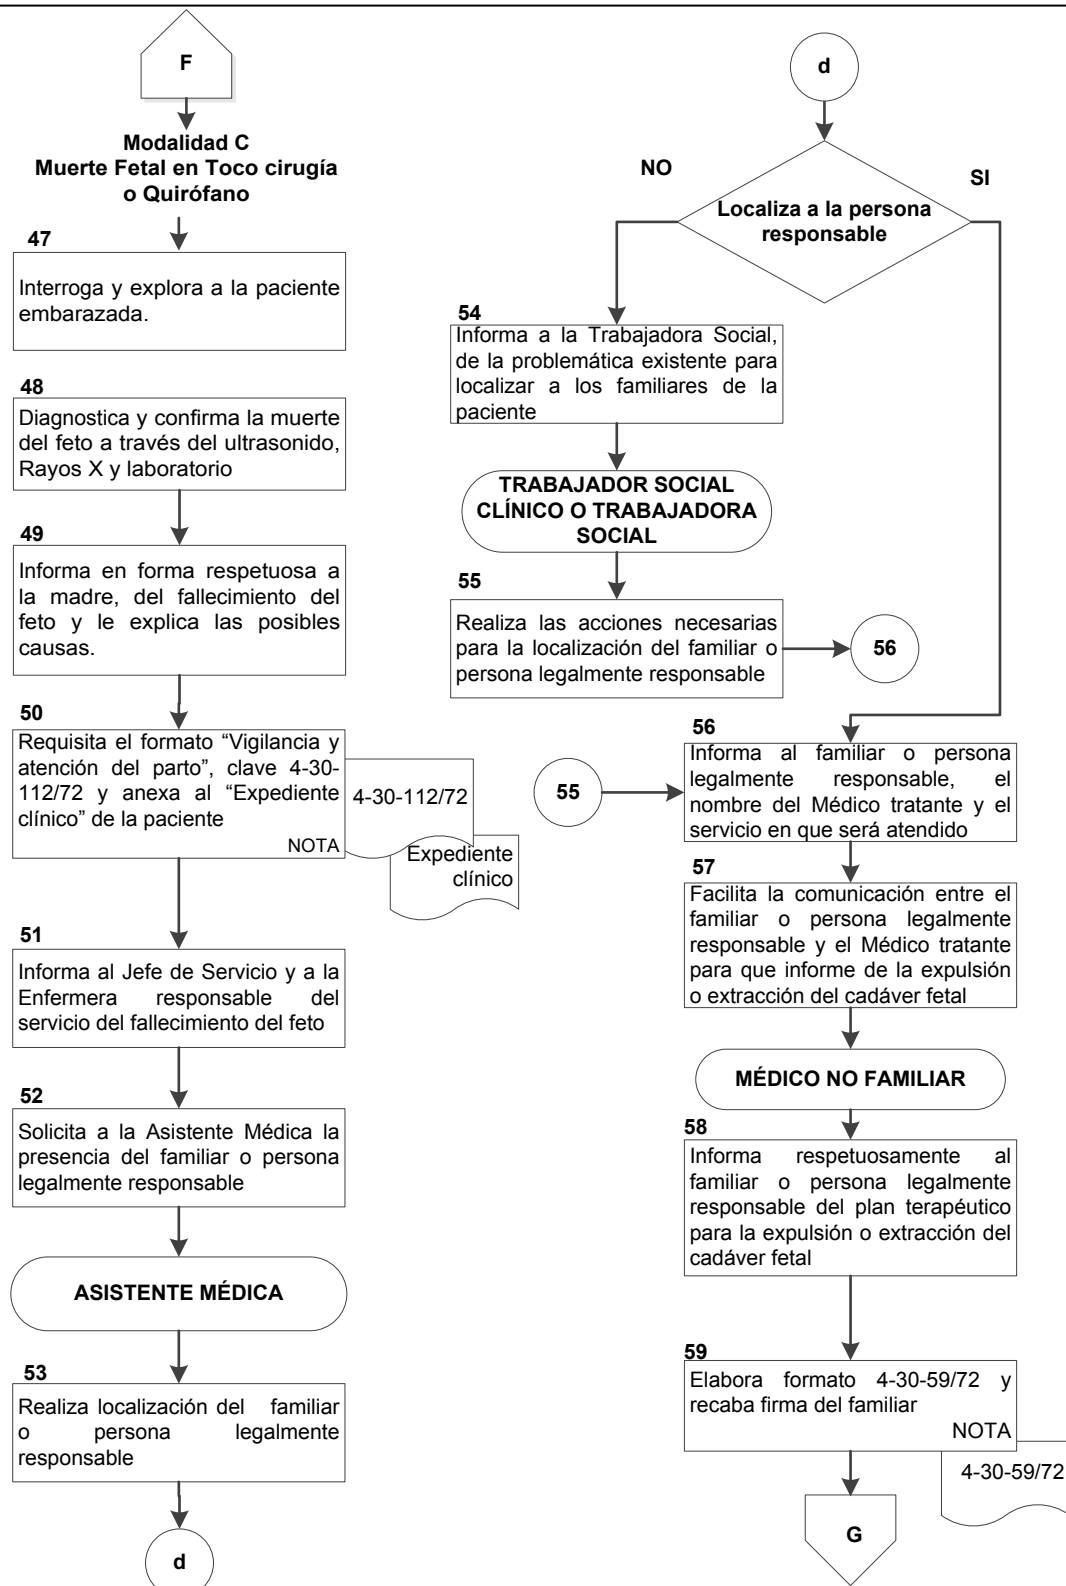 F
Modalidad C
Muerte Fetal en Toco cirugía
o Quirófano
47
Interroga y explora a la paciente
embarazada.
48
Diagnostica y confirma la muerte
del feto a través del ultrasonido,
Rayos X y laboratorio
49
Informa en forma respetuosa a
la madre, del fallecimiento del
feto y le explica las posibles
causas.
50
Requisita el formato “Vigilancia y
atención del parto”, clave 4-30-
112/72 y anexa al “Expediente
clínico” de la paciente
NOTA
4-30-112/72
Expediente
clínico
51
Informa al Jefe de Servicio y a la
Enfermera responsable del
servicio del fallecimiento del feto
52
Solicita a la Asistente Médica la
presencia del familiar o persona
legalmente responsable
ASISTENTE MÉDICA
53
Realiza localización del familiar
o persona legalmente
responsable
d
d
NO
SI
Localiza a la persona
responsable
54
Informa a la Trabajadora Social,
de la problemática existente para
localizar a los familiares de la
paciente
TRABAJADOR SOCIAL
CLÍNICO O TRABAJADORA
SOCIAL
55
Realiza las acciones necesarias
para la localización del familiar o
persona legalmente responsable
56
56
Informa al familiar o persona
legalmente responsable, el
nombre del Médico tratante y el
servicio en que será atendido
55
57
Facilita la comunicación entre el
familiar o persona legalmente
responsable y el Médico tratante
para que informe de la expulsión
o extracción del cadáver fetal
MÉDICO NO FAMILIAR
58
Informa respetuosamente al
familiar o persona legalmente
responsable del plan terapéutico
para la expulsión o extracción del
cadáver fetal
59
Elabora formato 4-30-59/72 y
recaba firma del familiar
NOTA
4-30-59/72
G